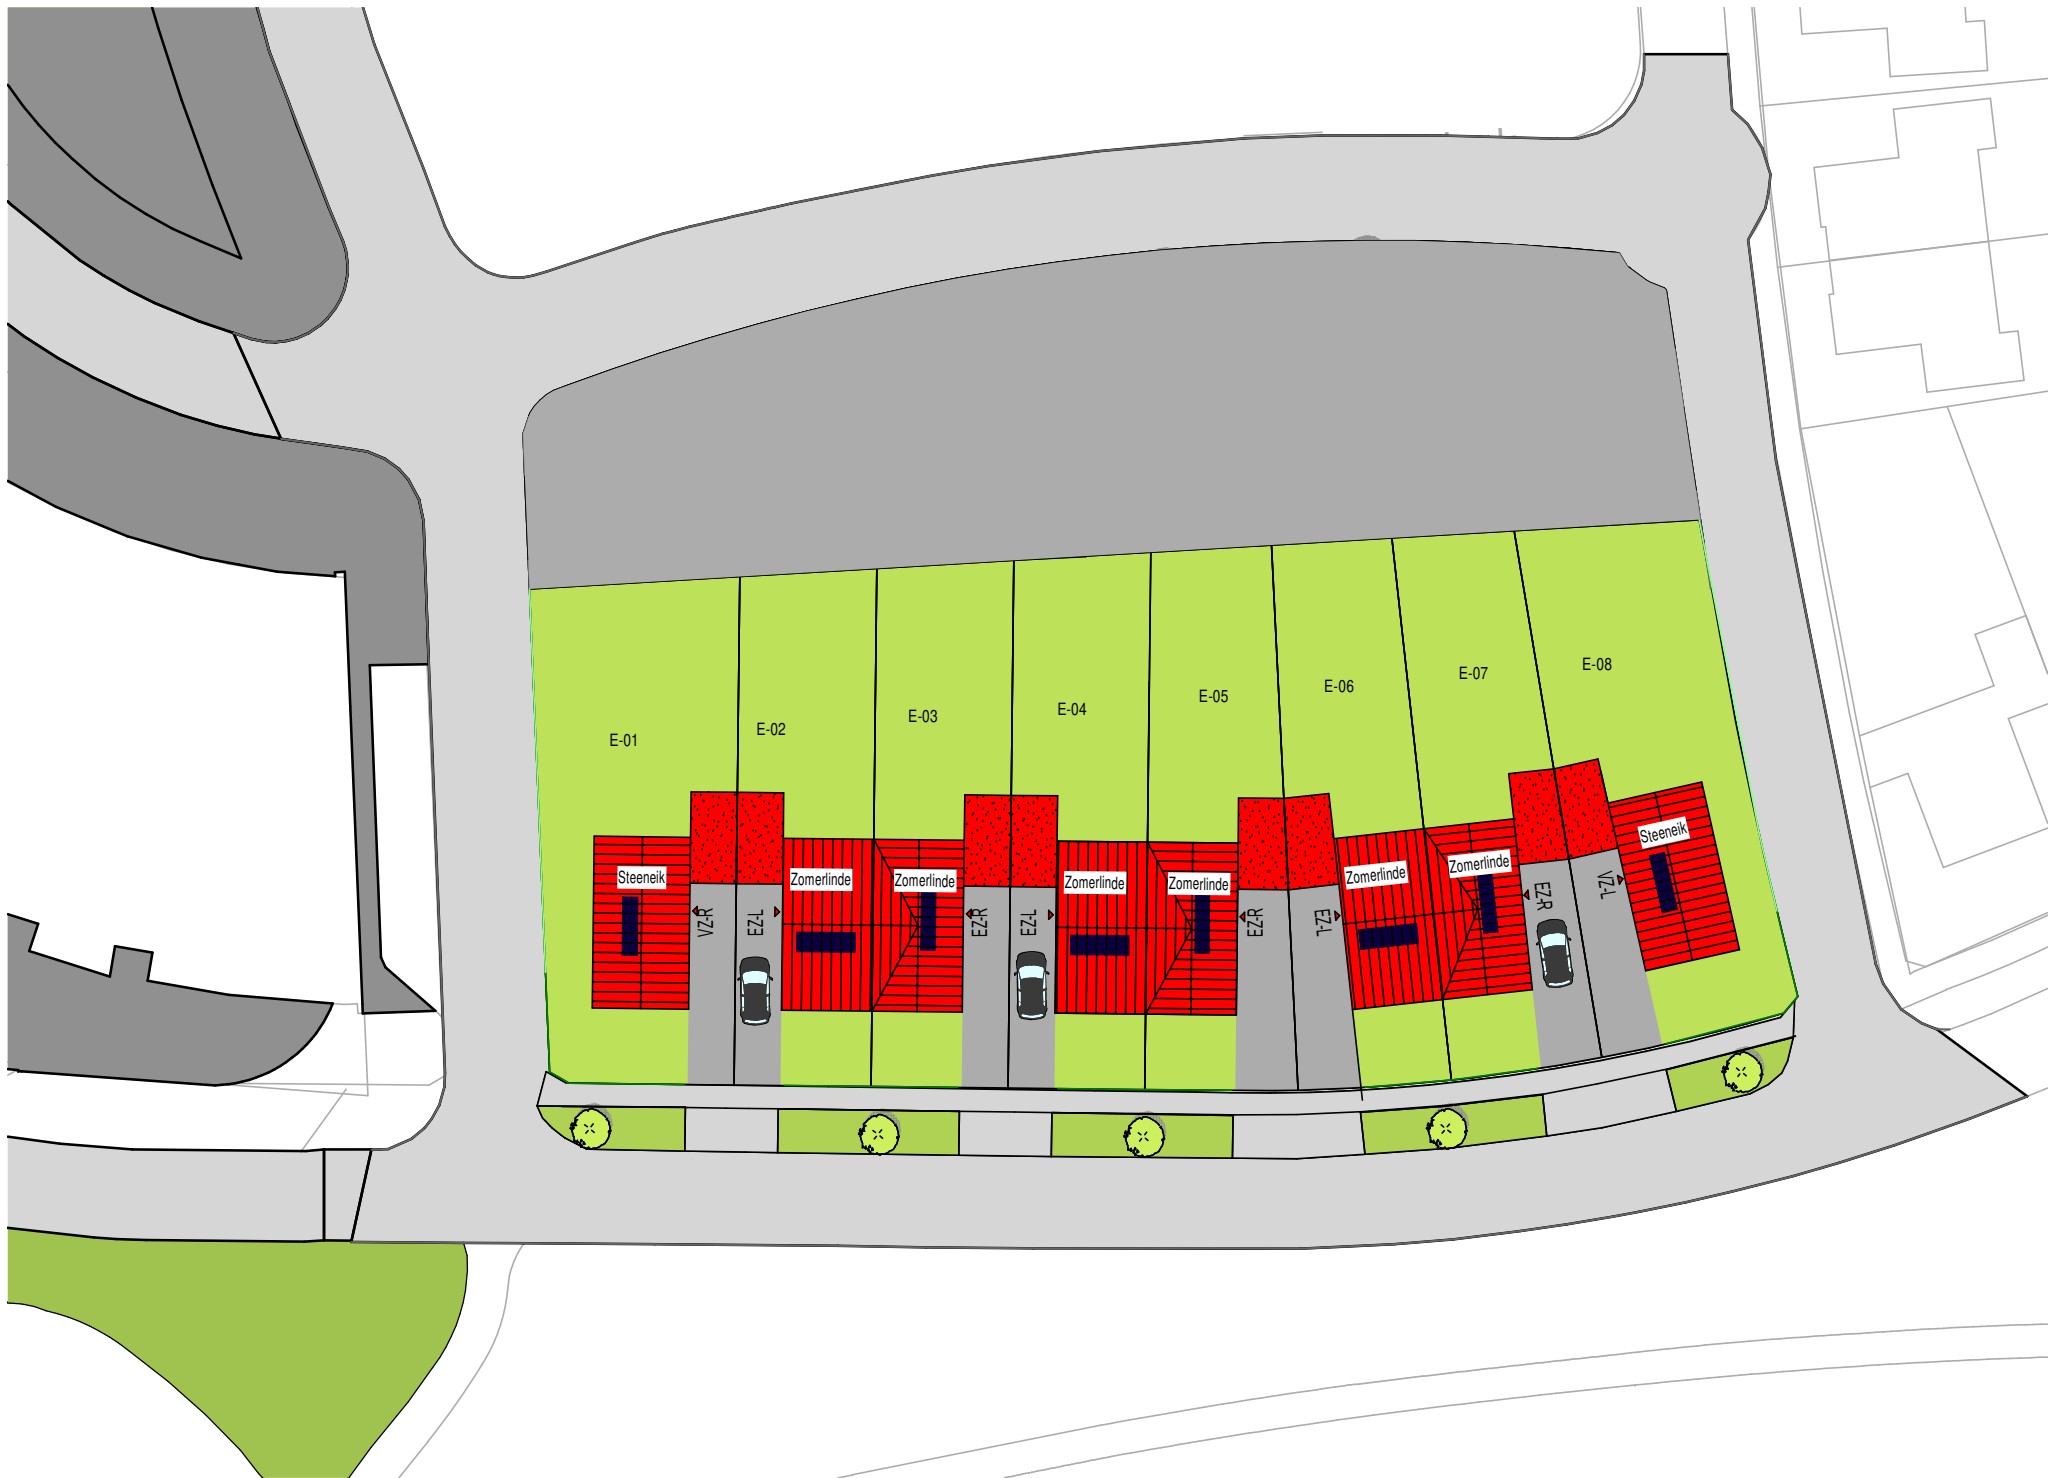 E-01
E-02
E-03
E-04
E-05
E-06
E-07
E-08
Steeneik
Zomerlinde
Zomerlinde
Zomerlinde
Zomerlinde
Zomerlinde
Zomerlinde
Steeneik
VZ-R
EZ-L
EZ-R
EZ-L
EZ-R
EZ-L
EZ-R
VZ-L